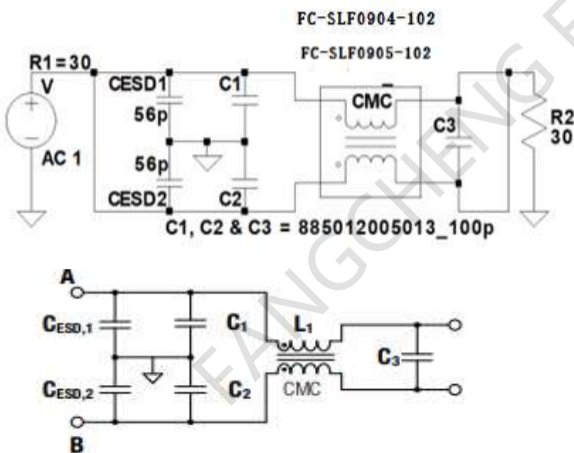 FC-SLF0904-102
FC-SLF0905-102
R1=30
V
AC 1
CESD1
56p
56p
CESD2
C1
C2
CMC
C3
R2
30
C1, C2 & C3 = 885012005013_100p
A
CESD,1
CESD,2
C1
C2
L1
CMC
C3
B
FANGCHENG